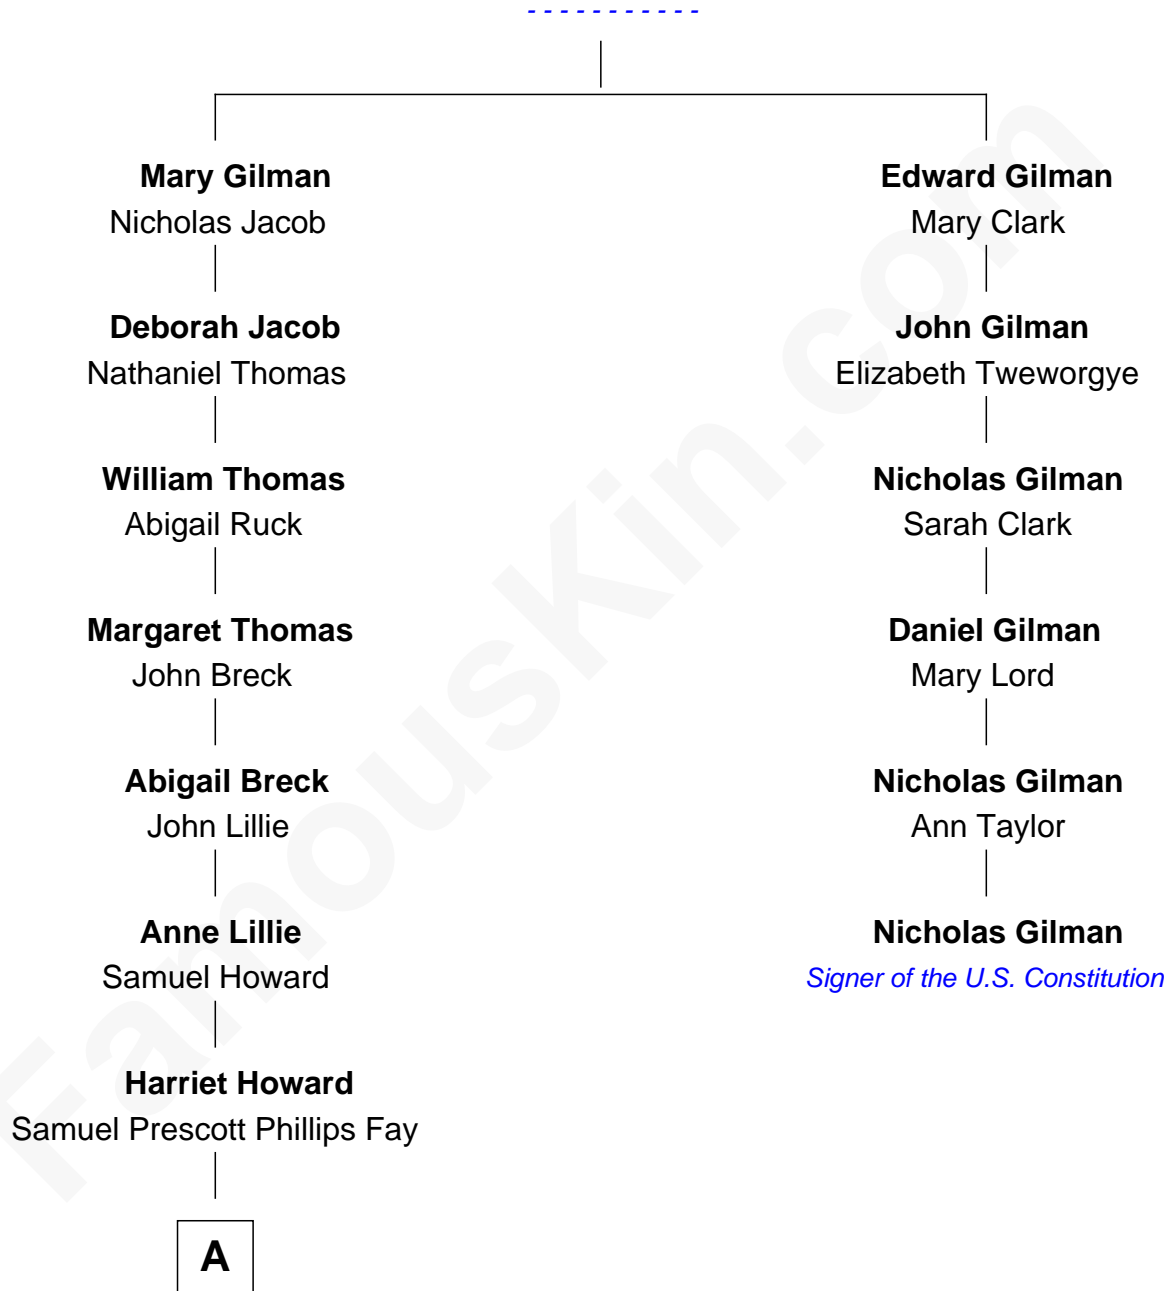 - - - - - - - - - - -
Mary Gilman
Nicholas Jacob
Edward Gilman
Mary Clark
Deborah Jacob
Nathaniel Thomas
John Gilman
Elizabeth Tweworgye
William Thomas
Abigail Ruck
Nicholas Gilman
Sarah Clark
Margaret Thomas
John Breck
Daniel Gilman
Mary Lord
Abigail Breck
John Lillie
Nicholas Gilman
Ann Taylor
Anne Lillie
Samuel Howard
Nicholas Gilman
Signer of the U.S. Constitution
Harriet Howard
Samuel Prescott Phillips Fay
A
FamousKin.com